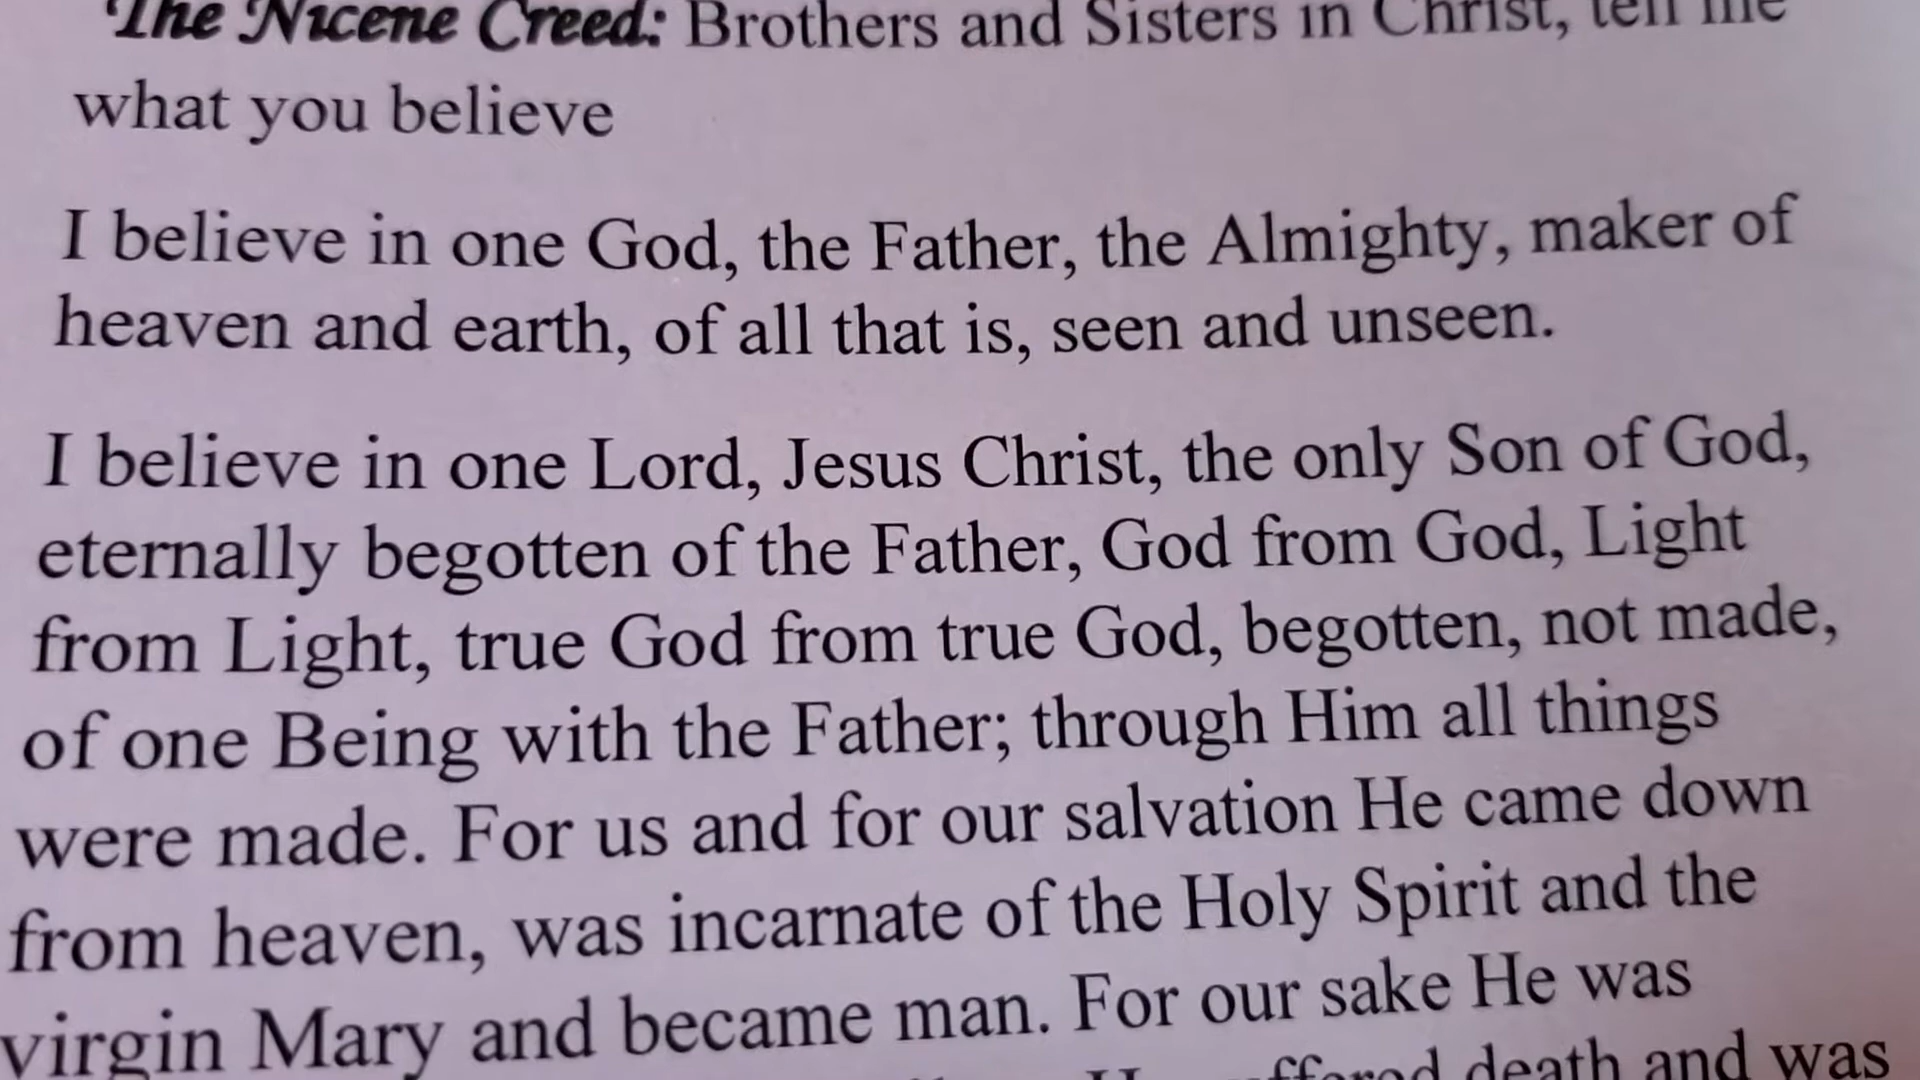 The Nicene Creed: Brothers and Sisters in Christ, tell me
what you believe
I believe in one God, the Father, the Almighty, maker of
heaven and earth, of all that is, seen and unseen.
I believe in one Lord, Jesus Christ, the only Son of God,
eternally begotten of the Father, God from God, Light
from Light, true God from true God, begotten, not made,
of one Being with the Father; through Him all things
were made. For us and for our salvation He came down
from heaven, was incarnate of the Holy Spirit and the
virgin Mary and became man. For our sake He was
suffered death and was